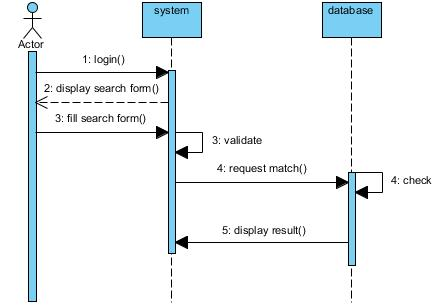 system
database
Actor
1: login()
2: display search form()
3: fill search form()
3: validate
4: request match()
4: check
5: display result()